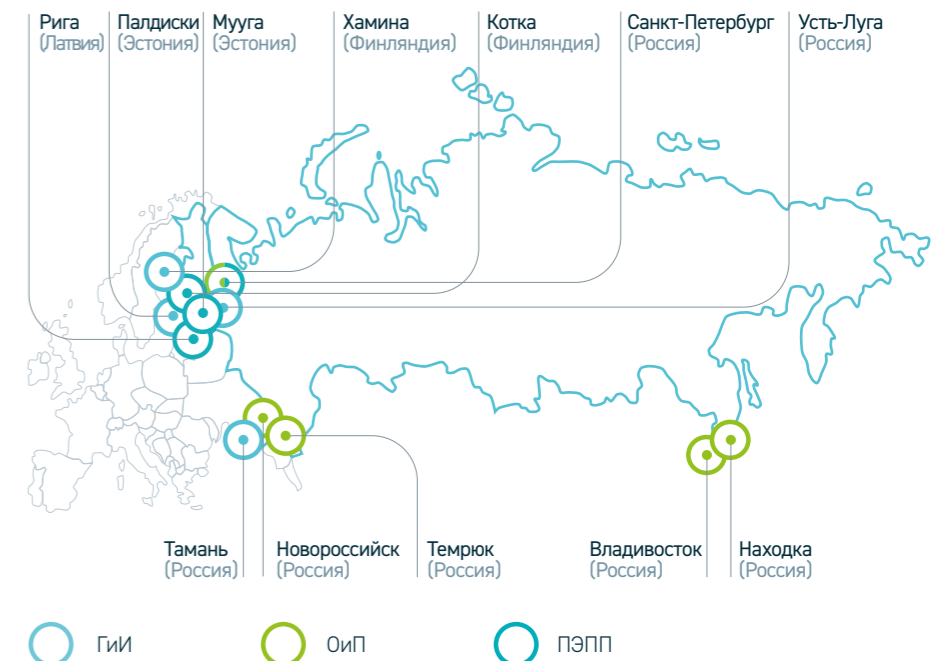 Рига
(Латвия)
Палдиски
(Эстония)
Мууга
(Эстония)
Хамина
(Финляндия)
Котка
(Финляндия)
Санкт-Петербург
(Россия)
Усть-Луга
(Россия)
Тамань
(Россия)
Новороссийск
(Россия)
Темрюк
(Россия)
Владивосток
(Россия)
Находка
(Россия)
ГиИ
ОиП
ПЭПП